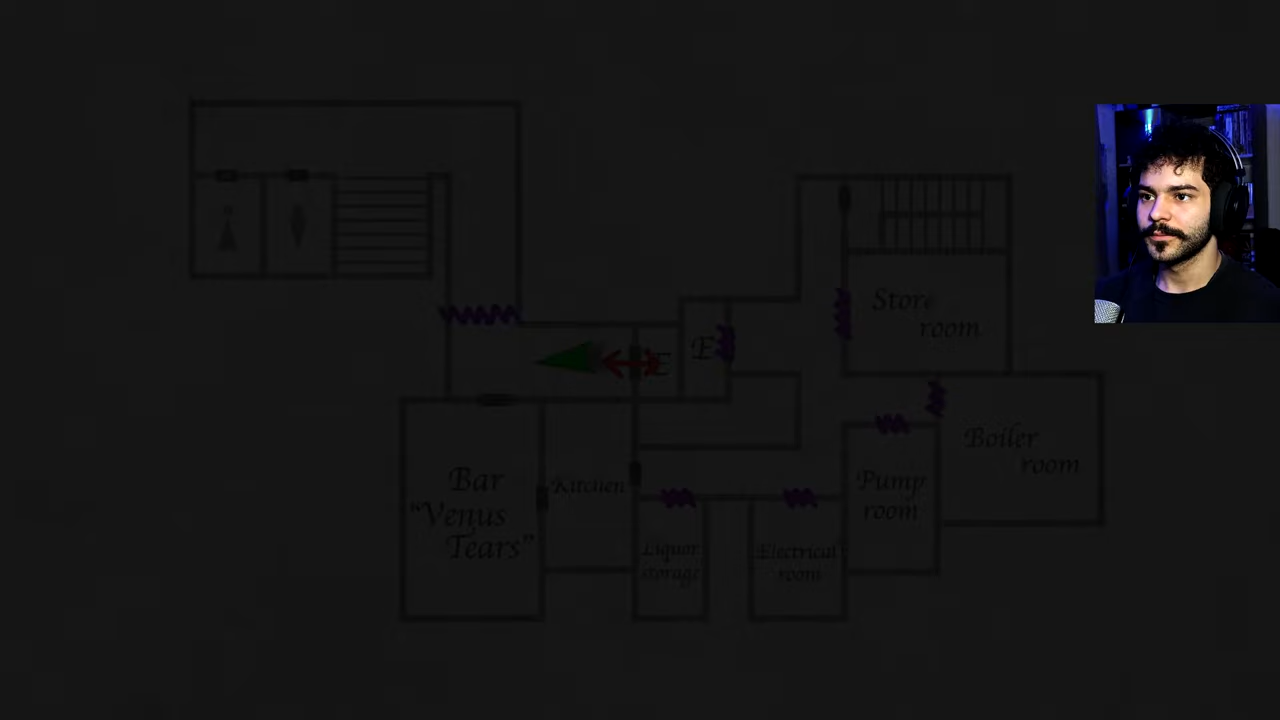 Store
room
E
E
Boiler
room
Bar
"Venus
Tears"
Kitchen
Pump
room
Liquor
storage
Electrical
room